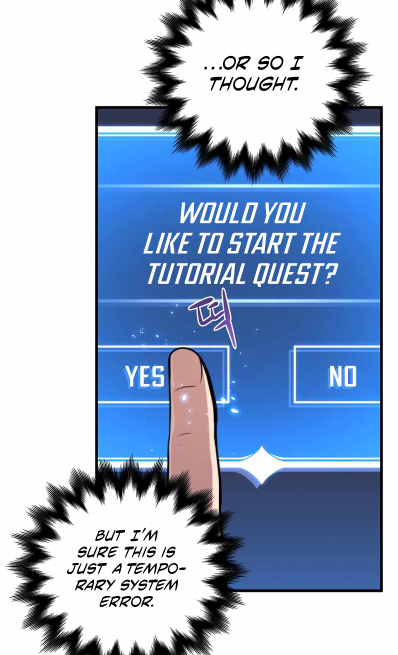 ...OR SO I
THOUGHT.
WOULD YOU
LIKE TO START THE
TUTORIAL QUEST?
YES
NO
BUT I'M
SURE THIS IS
JUST A TEMPO-
RARY SYSTEM
ERROR.